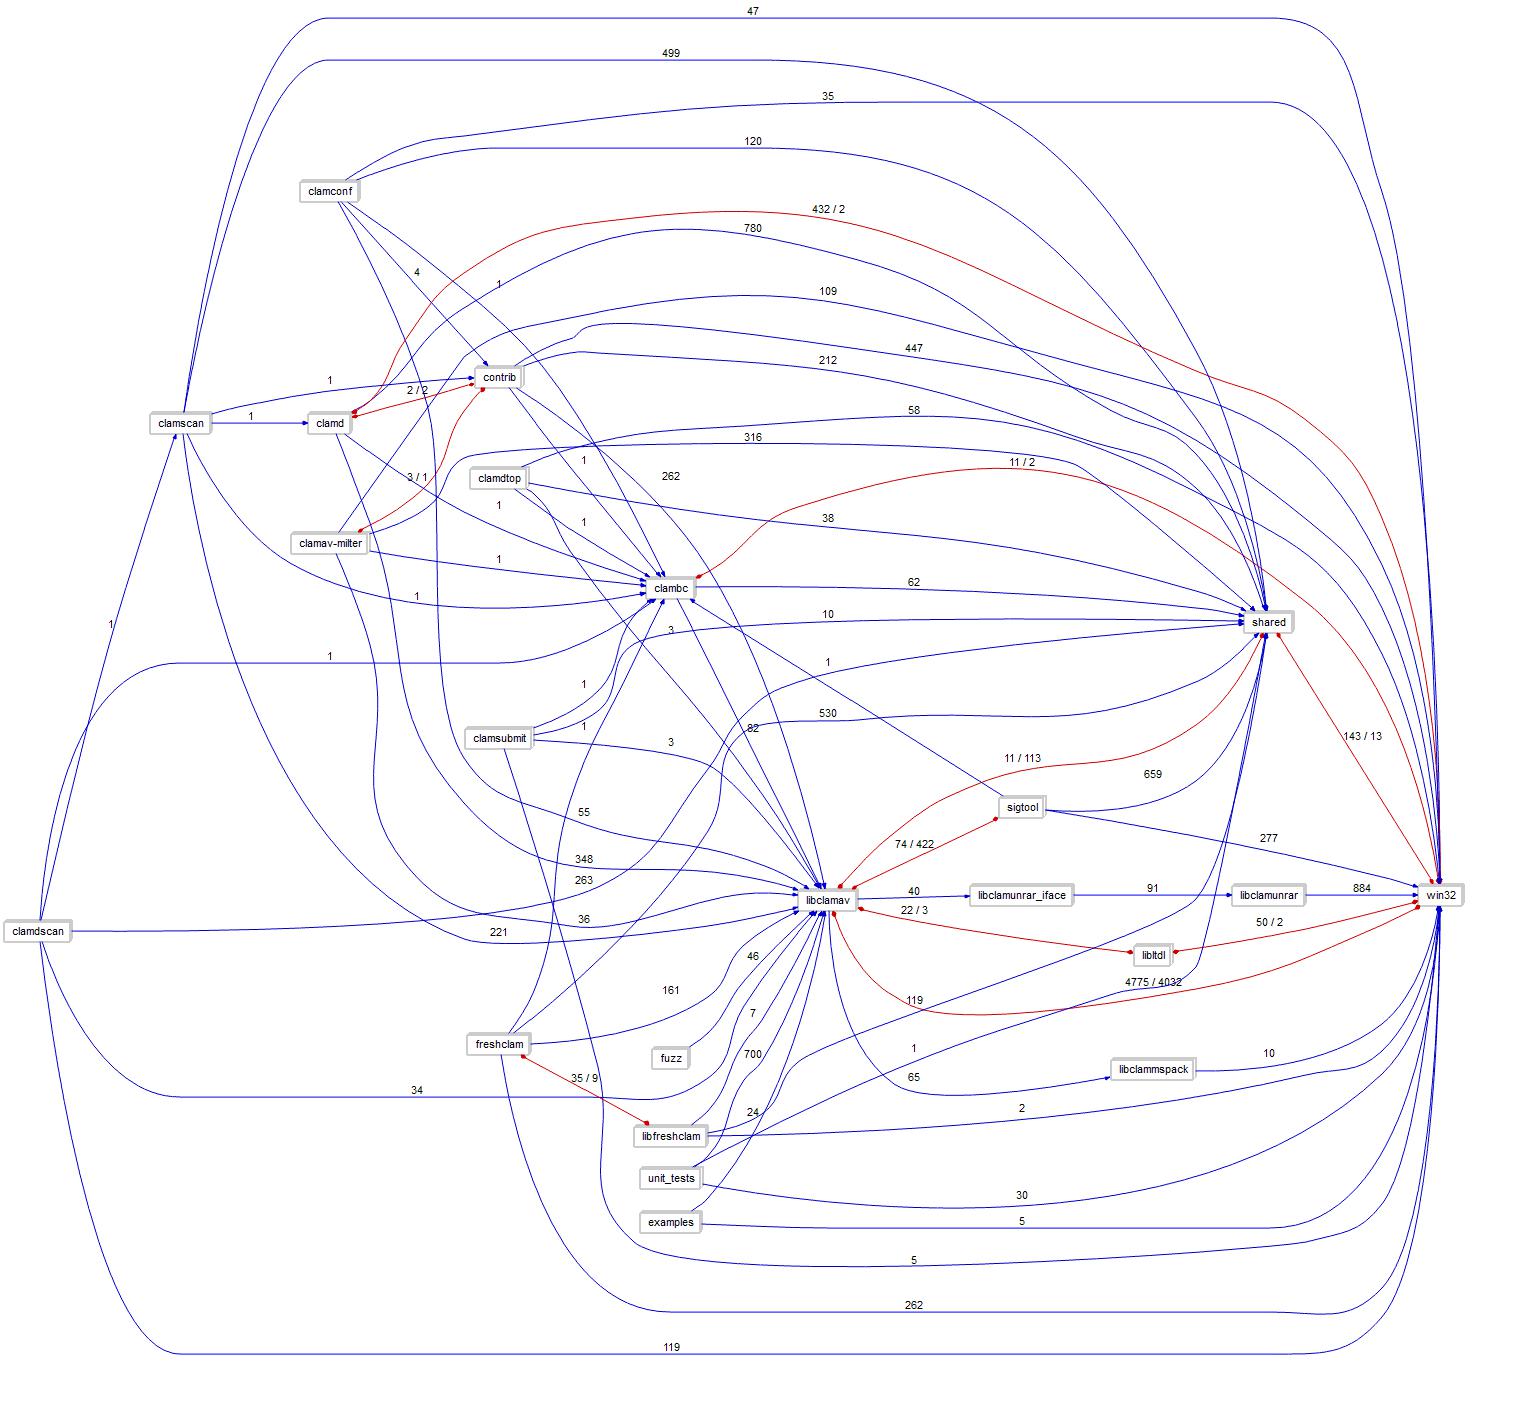 47
499
35
120
clamconf
432 / 2
780
4
1
109
447
212
contrib
1
2 / 2
58
1
clamscan
clamd
316
11 / 2
1
262
clamdtop
3 / 1
1
38
1
clamav-milter
1
62
clambc
1
10
shared
1
3
1
1
1
530
1
82
143 / 13
clamsubmit
3
11 / 113
659
sigtool
55
277
74 / 422
348
263
40
91
884
libclamav
libclamunrar_iface
libclamunrar
win32
22 / 3
36
50 / 2
clamdscan
221
46
libltdl
161
4775 / 4032
119
7
freshclam
1
fuzz
700
10
libclammspack
35 / 9
65
34
24
2
libfreshclam
unit_tests
30
examples
5
5
262
119